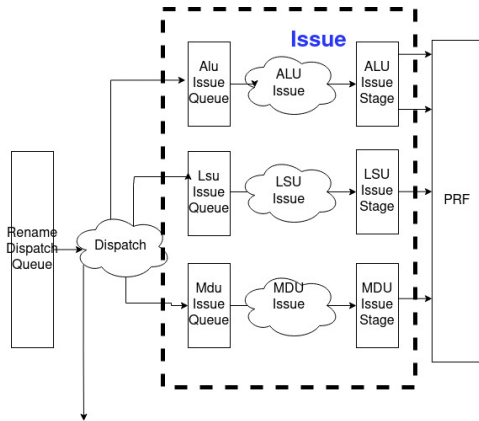 Issue
Alu
Issue
Queue
ALU
Issue
ALU
Issue
Stage
Lsu
Issue
Queue
LSU
Issue
LSU
Issue
Stage
PRF
Rename
Dispatch
Queue
Dispatch
Mdu
Issue
Queue
MDU
Issue
MDU
Issue
Stage